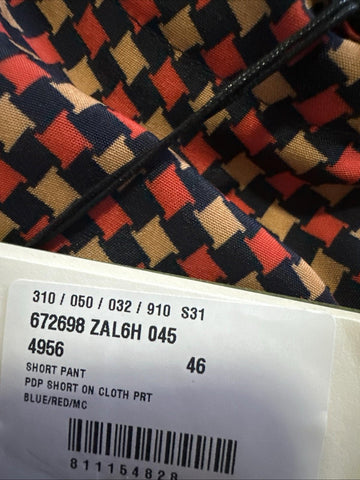 310 / 050 / 032 / 910 S31
672698 ZAL6H 045
4956 46
SHORT PANT
PDP SHORT ON CLOTH PRT
BLUE/RED/MC
811154828